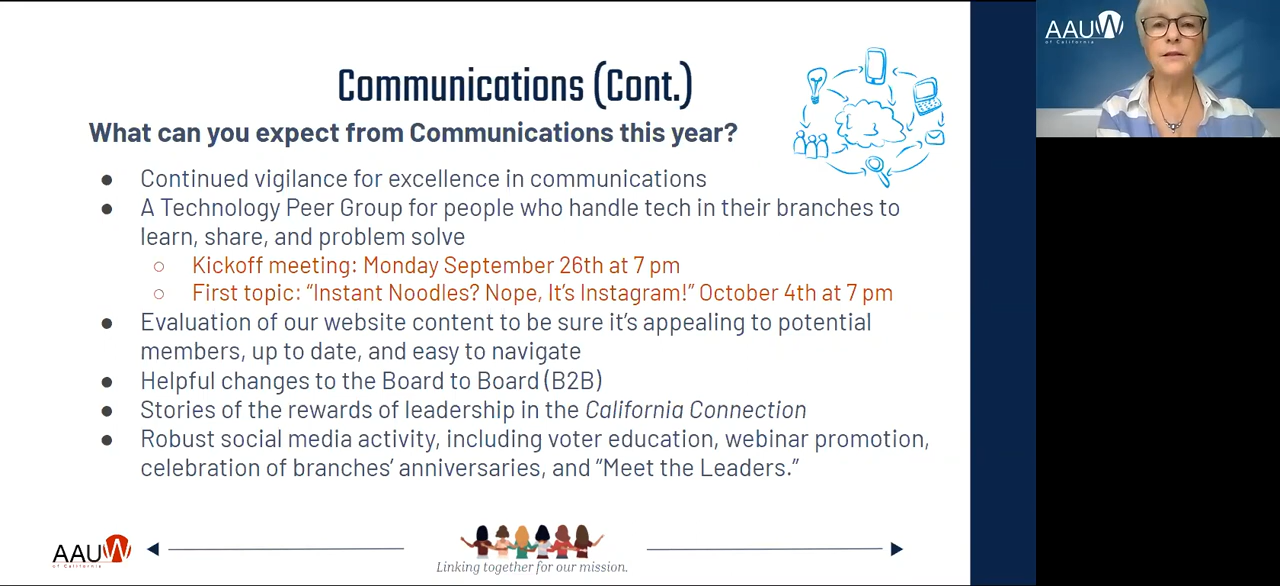 Communications (Cont.)
What can you expect from Communications this year?
● Continued vigilance for excellence in communications
● A Technology Peer Group for people who handle tech in their branches to
learn, share, and problem solve
○ Kickoff meeting: Monday September 26th at 7 pm
○ First topic: “Instant Noodles? Nope, It’s Instagram!” October 4th at 7 pm
● Evaluation of our website content to be sure it’s appealing to potential
members, up to date, and easy to navigate
● Helpful changes to the Board to Board (B2B)
● Stories of the rewards of leadership in the California Connection
● Robust social media activity, including voter education, webinar promotion,
celebration of branches’ anniversaries, and “Meet the Leaders.”
AAUW
of California
Linking together for our mission.
AAUW
of California